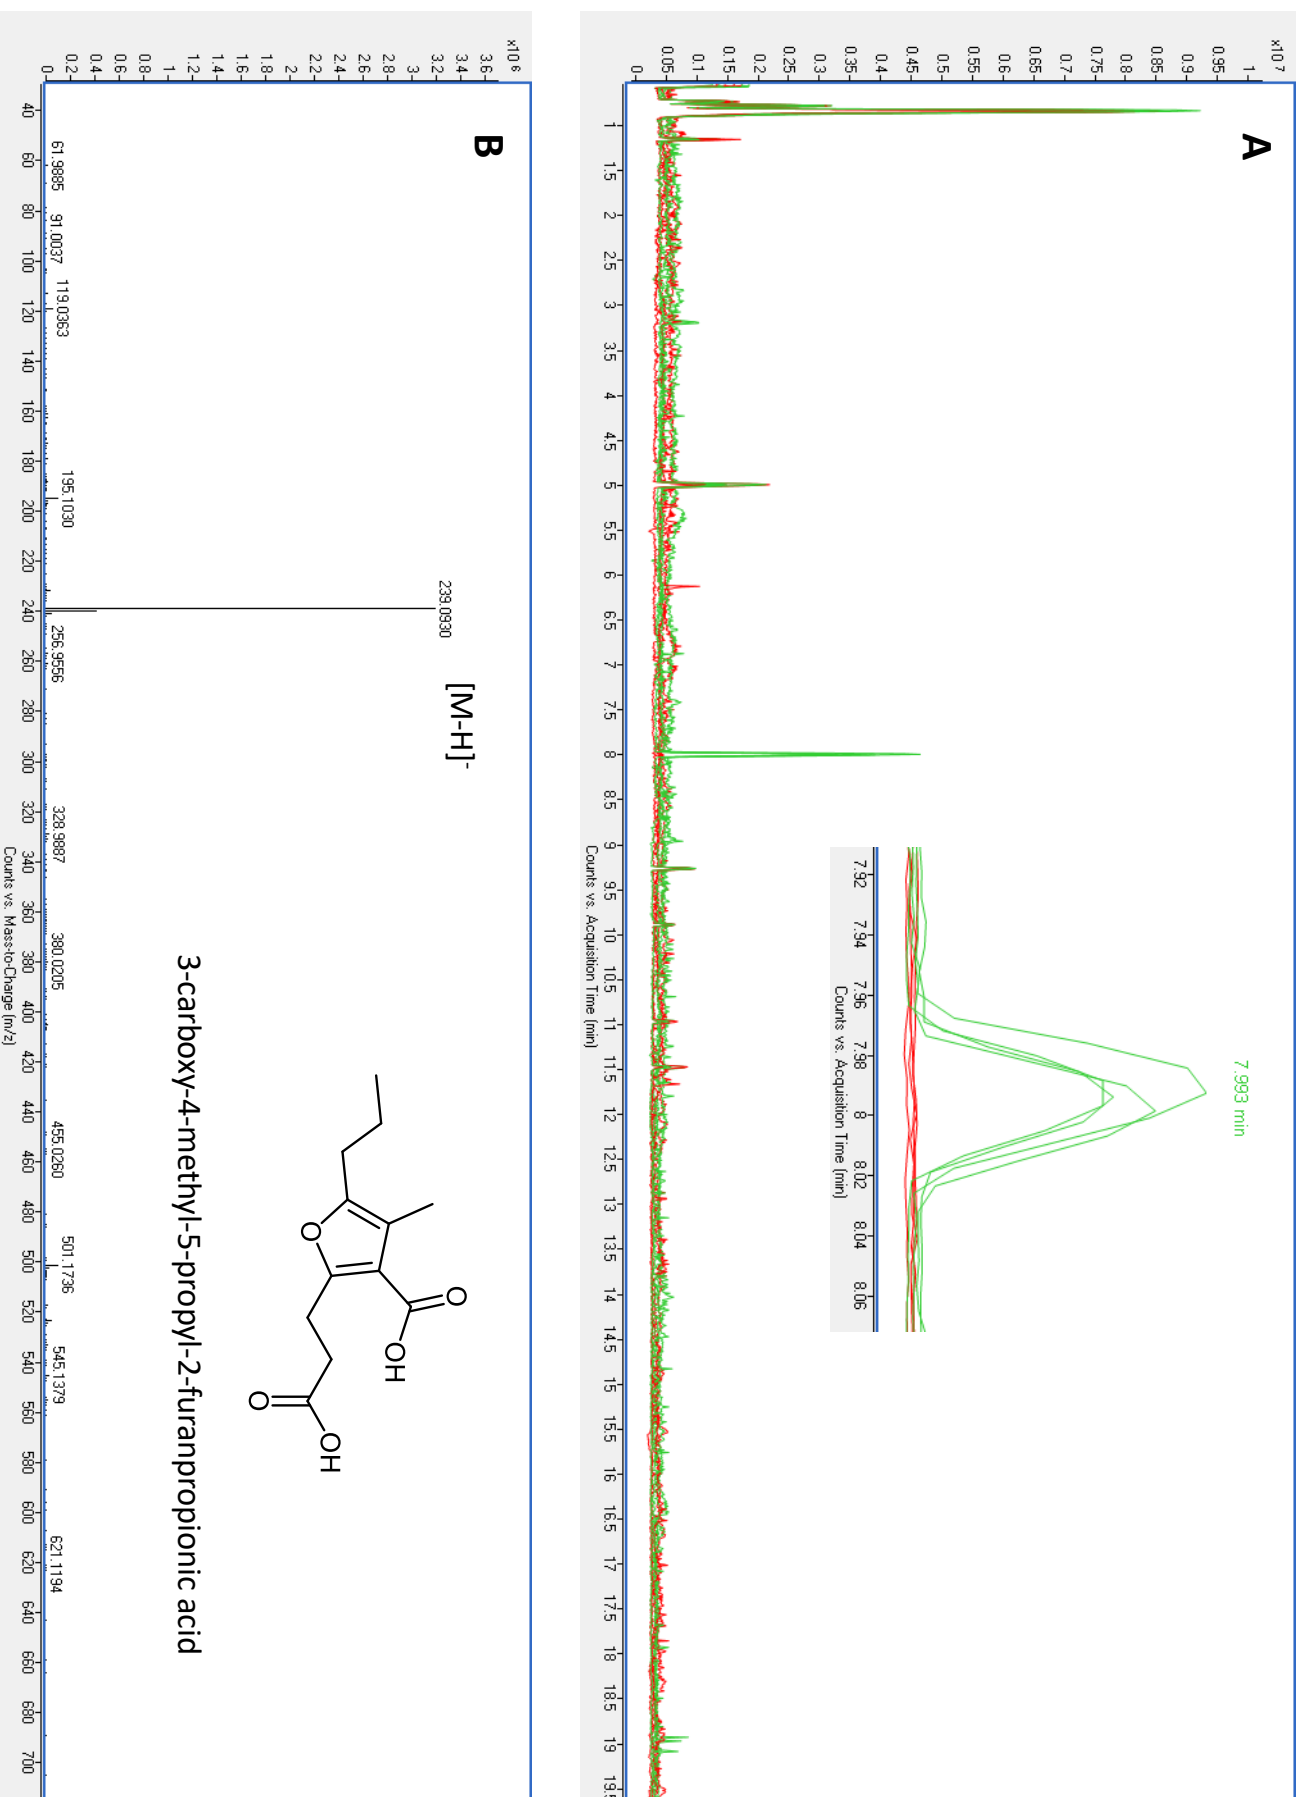 A
x10 7
1
0.95
0.9
0.85
0.8
0.75
0.7
0.65
0.6
0.55
0.5
0.45
0.4
0.35
0.3
0.25
0.2
0.15
0.1
0.05
0
7.993 min
7.92 7.94 7.96 7.98 8 8.02 8.04 8.06
Counts vs. Acquisition Time (min)
1 1.5 2 2.5 3 3.5 4 4.5 5 5.5 6 6.5 7 7.5 8 8.5 9 9.5 10 10.5 11 11.5 12 12.5 13 13.5 14 14.5 15 15.5 16 16.5 17 17.5 18 18.5 19
Counts vs. Acquisition Time (min)
B
x10 6
3.6
3.4
3.2
3
2.8
2.6
2.4
2.2
2
1.8
1.6
1.4
1.2
1
0.8
0.6
0.4
0.2
0
[M-H]-
239.0930
O
OH
O
O
OH
3-carboxy-4-methyl-5-propyl-2-furanpropionic acid
61.9885 91.0037 119.0363 195.1030 256.9556 328.9887 380.0205 455.0260 501.1736 545.1379 621.1194
40 60 80 100 120 140 160 180 200 220 240 260 280 300 320 340 360 380 400 420 440 460 480 500 520 540 560 580 600 620 640 660 680 700
Counts vs. Mass-to-Charge (m/z)